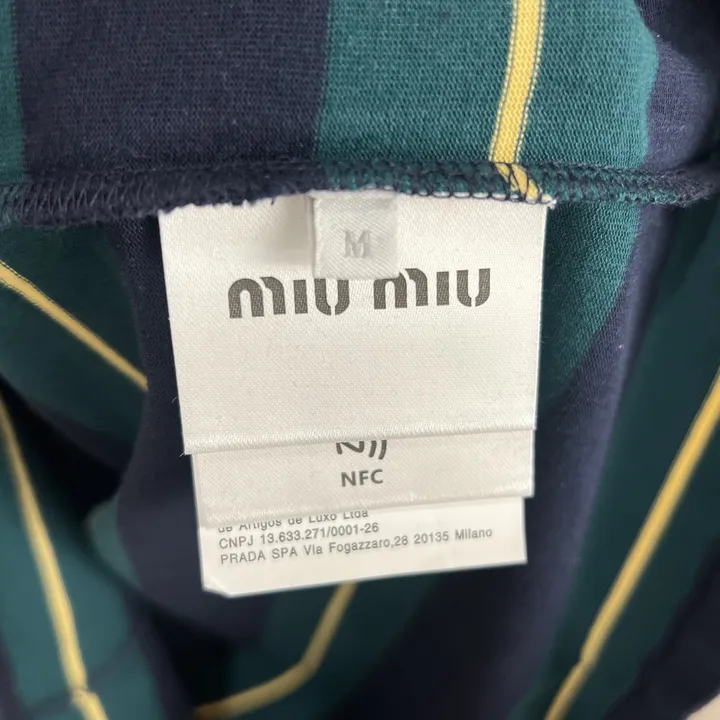 M
miu miu
NFC
de Artigos de Luxo Ltda
CNPJ 13.633.271/0001-26
PRADA SPA Via Fogazzaro,28 20135 Milano